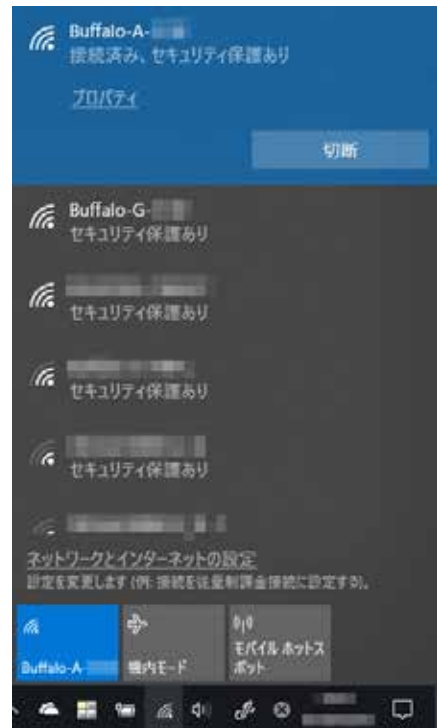 Buffalo-A-
接続済み、セキュリティ保護あり
プロパティ
切断
Buffalo-G-
セキュリティ保護あり
セキュリティ保護あり
セキュリティ保護あり
セキュリティ保護あり
ネットワークとインターネットの設定
設定を変更します (例: 接続を従量制課金接続に設定する)。
Buffalo-A-
機内モード
モバイル ホットス
ポット